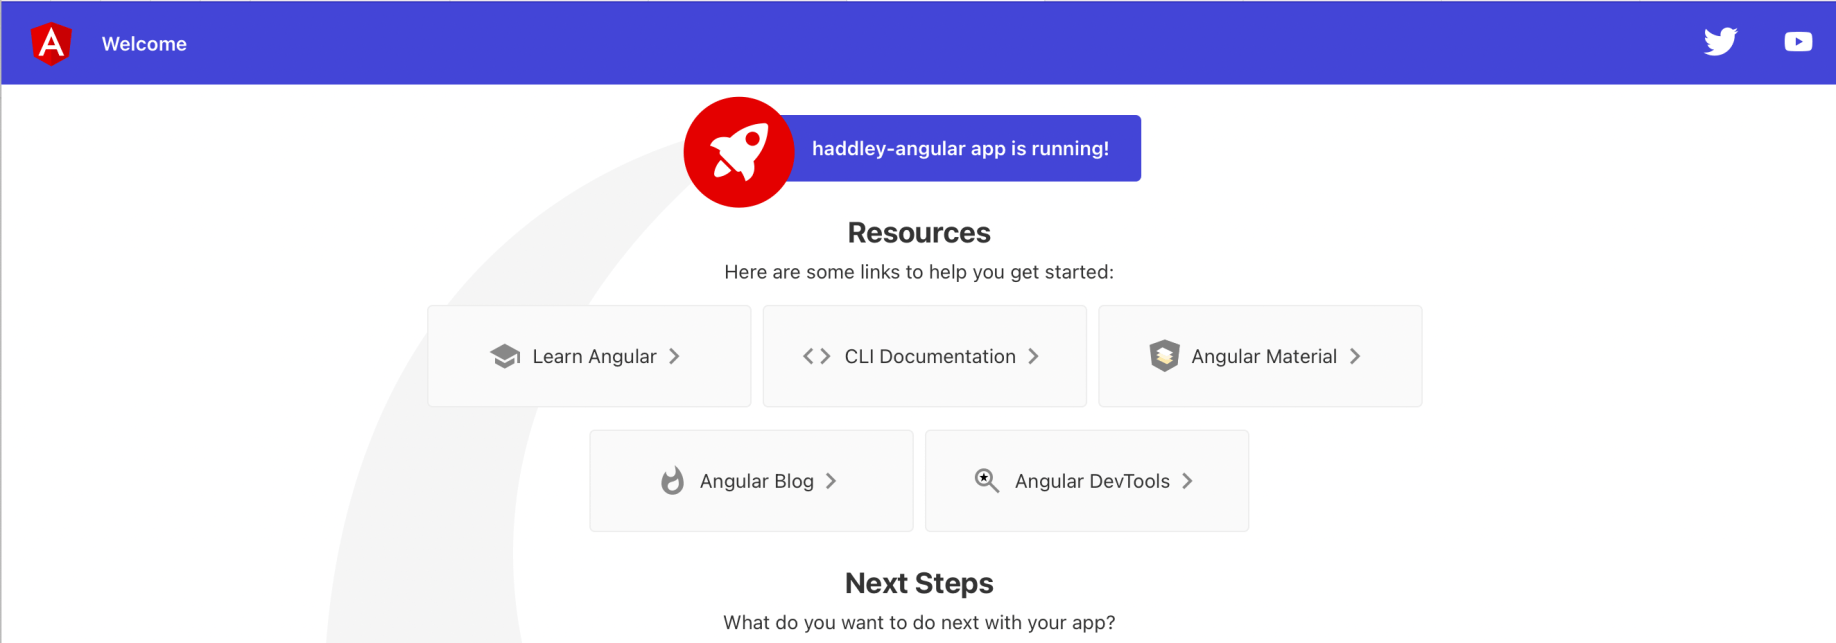 Welcome
haddley-angular app is running!
Resources
Here are some links to help you get started:
Learn Angular
CLI Documentation
Angular Material
Angular Blog
Angular DevTools
Next Steps
What do you want to do next with your app?